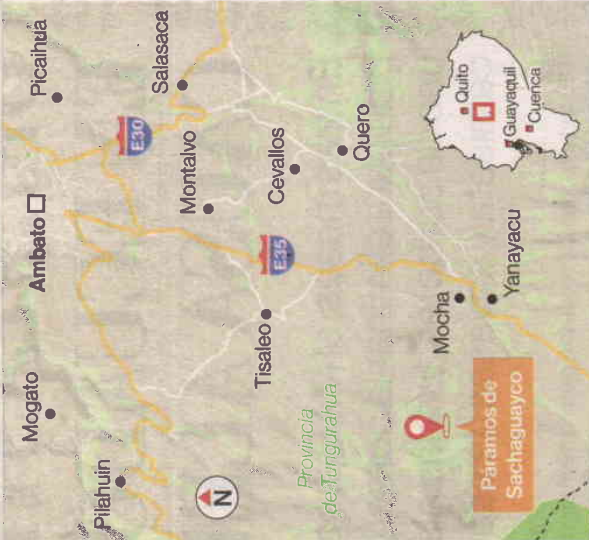 Picaihua
Salasaca
E30
Ambato
Montalvo
Cevallos
Quero
Quito
Guayaquil
Cuenca
E35
Mogato
Pilahuin
Tisaleo
Mocha
Yanayacu
N
Provincia
de Tungurahua
Páramos de
Sachaguayco